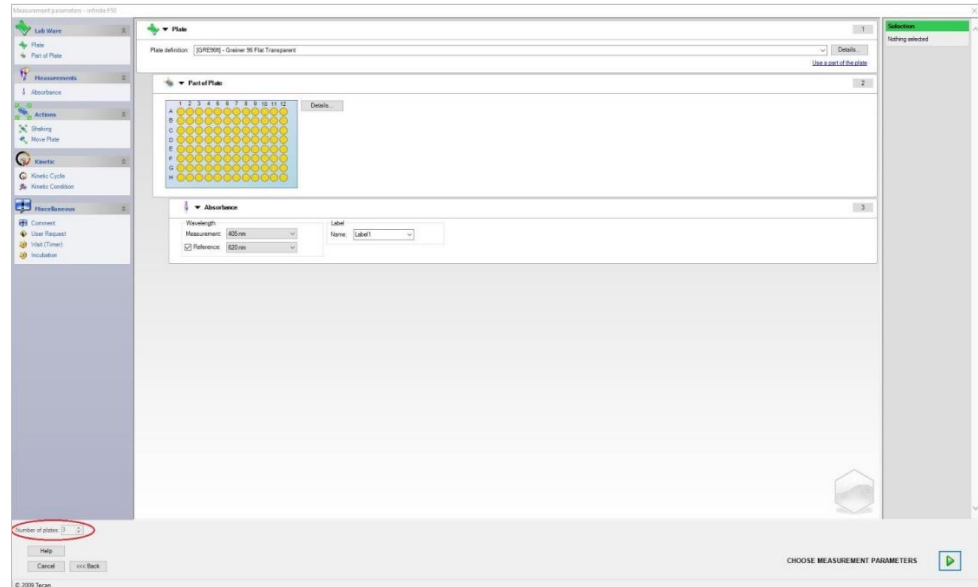 Measurement parameters - infinite F50
Lab Ware
Plate
Part of Plate
Measurements
Absorbance
Actions
Shaking
Move Plate
Kinetic
Kinetic Cycle
Kinetic Condition
Miscellaneous
Comment
User Request
Wait (Timer)
Incubation
Plate
1
Plate definition: [GRE96ft] - Greiner 96 Flat Transparent
Details...
Use a part of the plate
Part of Plate
2
1 2 3 4 5 6 7 8 9 10 11 12
A
B
C
D
E
F
G
H
Details...
Absorbance
3
Wavelength
Measurement: 405 nm
Reference: 620 nm
Label
Name: Label1
Selection
Nothing selected
Number of plates: 3
Help
Cancel
<<< Back
CHOOSE MEASUREMENT PARAMETERS
© 2009 Tecan